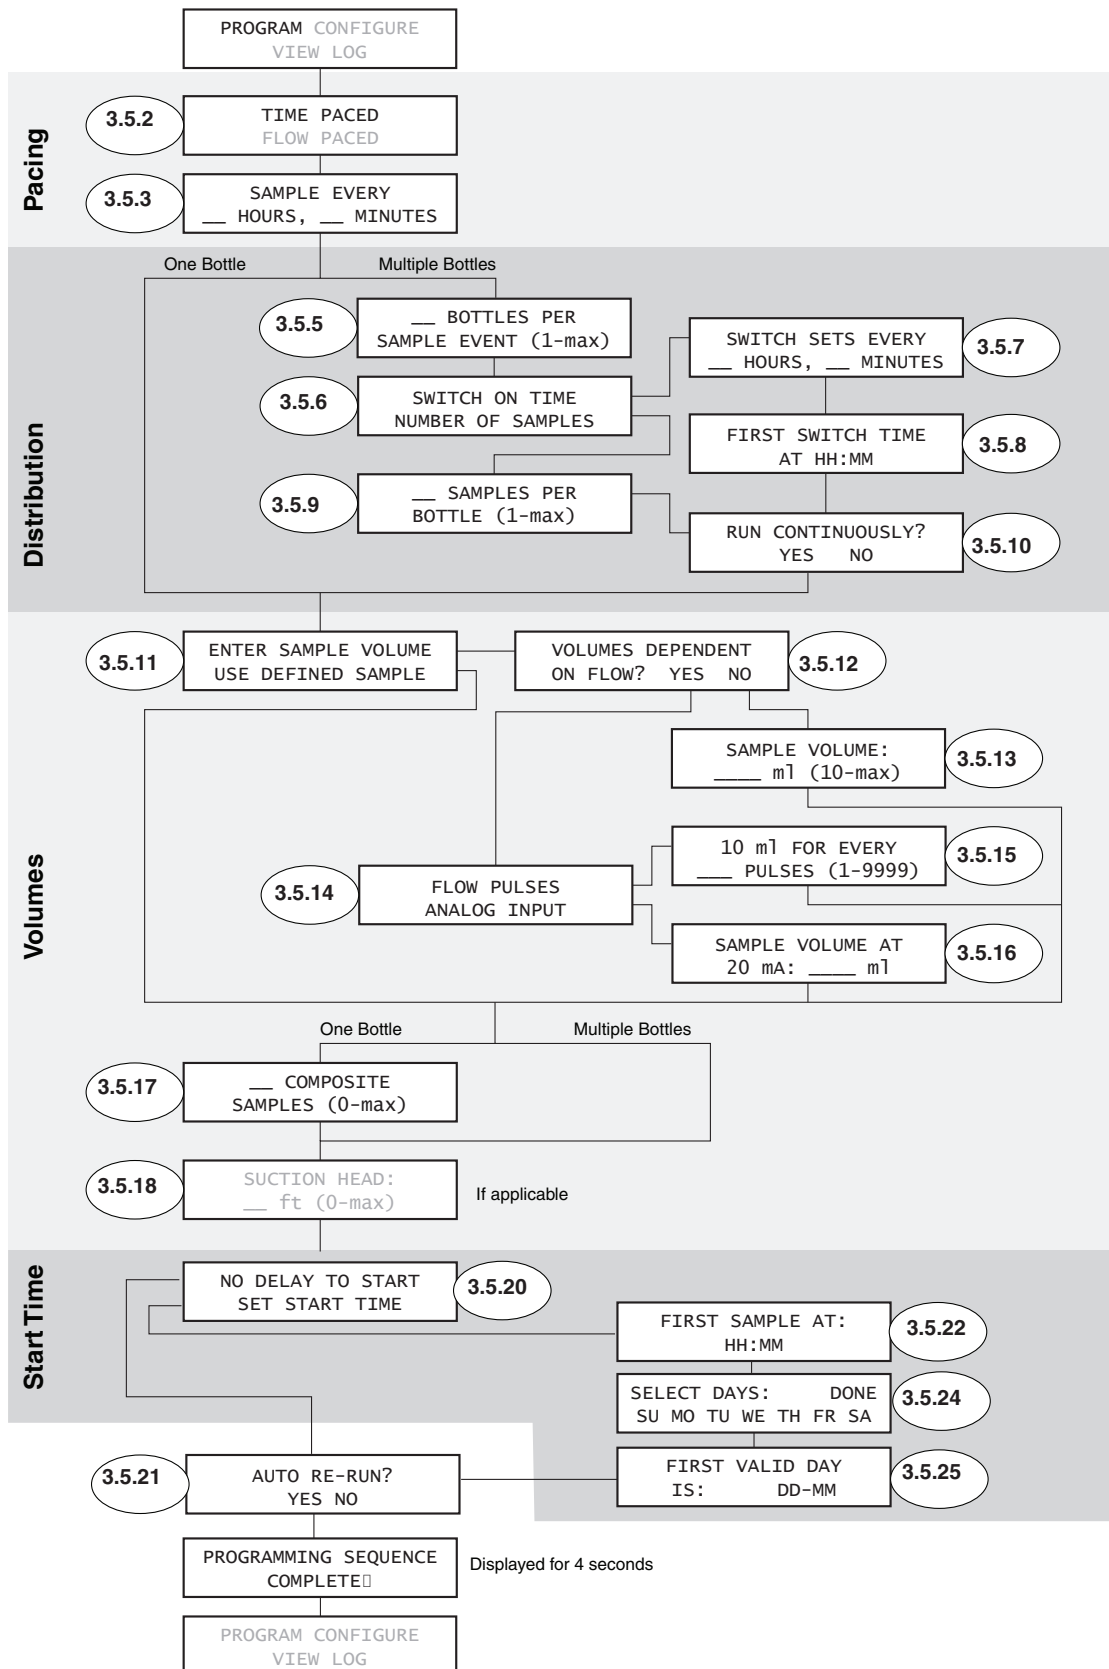 PROGRAM CONFIGURE
VIEW LOG
Pacing
3.5.2
TIME PACED
FLOW PACED
3.5.3
SAMPLE EVERY
__ HOURS, __ MINUTES
Distribution
One Bottle
Multiple Bottles
3.5.5
__ BOTTLES PER
SAMPLE EVENT (1-max)
3.5.6
SWITCH ON TIME
NUMBER OF SAMPLES
SWITCH SETS EVERY
__ HOURS, __ MINUTES
3.5.7
FIRST SWITCH TIME
AT HH:MM
3.5.8
3.5.9
__ SAMPLES PER
BOTTLE (1-max)
RUN CONTINUOUSLY?
YES NO
3.5.10
Volumes
3.5.11
ENTER SAMPLE VOLUME
USE DEFINED SAMPLE
VOLUMES DEPENDENT
ON FLOW? YES NO
3.5.12
SAMPLE VOLUME:
____ ml (10-max)
3.5.13
3.5.14
FLOW PULSES
ANALOG INPUT
10 ml FOR EVERY
___ PULSES (1-9999)
3.5.15
SAMPLE VOLUME AT
20 mA: ____ ml
3.5.16
One Bottle
Multiple Bottles
3.5.17
__ COMPOSITE
SAMPLES (0-max)
3.5.18
SUCTION HEAD:
__ ft (0-max)
If applicable
Start Time
NO DELAY TO START
SET START TIME
3.5.20
FIRST SAMPLE AT:
HH:MM
3.5.22
SELECT DAYS: DONE
SU MO TU WE TH FR SA
3.5.24
FIRST VALID DAY
IS: DD-MM
3.5.25
3.5.21
AUTO RE-RUN?
YES NO
PROGRAMMING SEQUENCE
COMPLETE▯
Displayed for 4 seconds
PROGRAM CONFIGURE
VIEW LOG